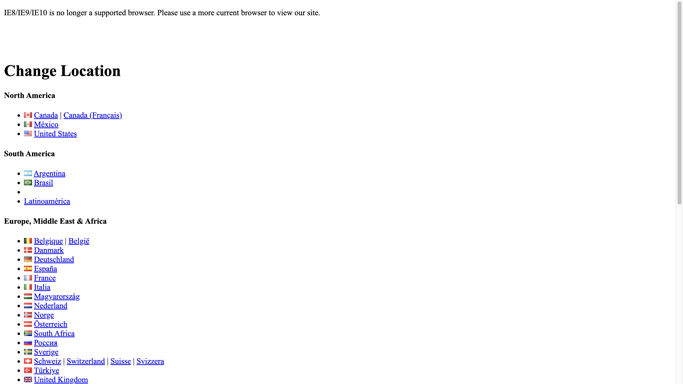 IE8/IE9/IE10 is no longer a supported browser. Please use a more current browser to view our site.
Change Location
North America
Canada | Canada (Français)
México
United States
South America
Argentina
Brasil
Latinoamérica
Europe, Middle East & Africa
Belgique | België
Danmark
Deutschland
España
France
Italia
Magyarország
Nederland
Norge
Österreich
South Africa
Россия
Sverige
Schweiz | Switzerland | Suisse | Svizzera
Türkiye
United Kingdom